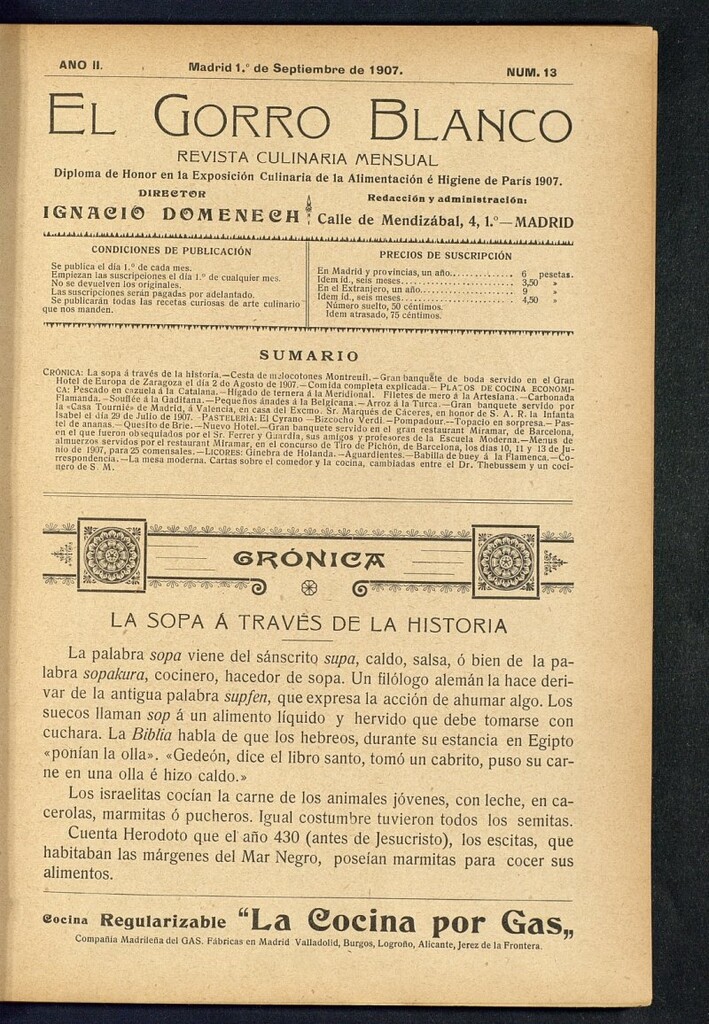 ANO II.
Madrid 1.º de Septiembre de 1907.
NUM. 13
EL GORRO BLANCO
REVISTA CULINARIA MENSUAL
Diploma de Honor en la Exposición Culinaria de la Alimentación é Higiene de París 1907.
DIRECTOR
IGNACIO DOMENECH
Redacción y administración:
Calle de Mendizábal, 4, 1.º—MADRID
CONDICIONES DE PUBLICACIÓN
Se publica el día 1.º de cada mes.
Empiezan las suscripciones el día 1.º de cualquier mes.
No se devuelven los originales.
Las suscripciones serán pagadas por adelantado.
Se publicarán todas las recetas curiosas de arte culinario
que nos manden.
PRECIOS DE SUSCRIPCIÓN
En Madrid y provincias, un año............ 6 pesetas.
Idem íd., seis meses........................ 3,50 »
En el Extranjero, un año.................... 9 »
Idem íd., seis meses........................ 4,50 »
Número suelto, 50 céntimos.
Idem atrasado, 75 céntimos.
SUMARIO
CRÓNICA: La sopa á través de la historia.—Cesta de melocotones Montreuil.—Gran banquete de boda servido en el Gran
Hotel de Europa de Zaragoza el día 2 de Agosto de 1907.—Comida completa explicada.—PLATOS DE COCINA ECONOMI-
CA: Pescado en cazuela á la Catalana.—Hígado de ternera á la Meridional. Filetes de mero á la Artesiana.—Carbonada
Flamanda.—Souflée á la Gaditana.—Pequeños ánades á la Belgicana.—Arroz á la Turca.—Gran banquete servido por
la «Casa Tournié» de Madrid, á Valencia, en casa del Excmo. Sr. Marqués de Cáceres, en honor de S. A. R. la Infanta
Isabel el día 29 de Julio de 1907. -PASTELERÍA: El Cyrano —Bizcocho Verdi.—Pompadour.—Topacio en sorpresa.—Pas-
tel de ananas.—Quesito de Brie.—Nuevo Hotel.—Gran banquete servido en el gran restaurant Miramar, de Barcelona,
en el que fueron obsequiados por el Sr. Ferrer y Guardia, sus amigos y profesores de la Escuela Moderna.—Menus de
almuerzos servidos por el restaurant Miramar, en el concurso de Tiro de Pichón, de Barcelona, los días 10, 11 y 13 de Ju-
nio de 1907, para 25 comensales.—LICORES: Ginebra de Holanda.—Aguardientes.—Babilla de buey á la Flamenca.—Co-
rrespondencia.—La mesa moderna. Cartas sobre el comedor y la cocina, cambiadas entre el Dr. Thebussem y un coci-
nero de S. M.
CRÓNICA
LA SOPA Á TRAVÉS DE LA HISTORIA
La palabra sopa viene del sánscrito supa, caldo, salsa, ó bien de la pa-
labra sopakura, cocinero, hacedor de sopa. Un filólogo alemán la hace deri-
var de la antigua palabra supfen, que expresa la acción de ahumar algo. Los
suecos llaman sop á un alimento líquido y hervido que debe tomarse con
cuchara. La Biblia habla de que los hebreos, durante su estancia en Egipto
«ponían la olla». «Gedeón, dice el libro santo, tomó un cabrito, puso su car-
ne en una olla é hizo caldo.»
Los israelitas cocían la carne de los animales jóvenes, con leche, en ca-
cerolas, marmitas ó pucheros. Igual costumbre tuvieron todos los semitas.
Cuenta Herodoto que el año 430 (antes de Jesucristo), los escitas, que
habitaban las márgenes del Mar Negro, poseían marmitas para cocer sus
alimentos.
Cocina Regularizable “La Cocina por Gas„
Compañía Madrileña del GAS. Fábricas en Madrid Valladolid, Burgos, Logroño, Alicante, Jerez de la Frontera.